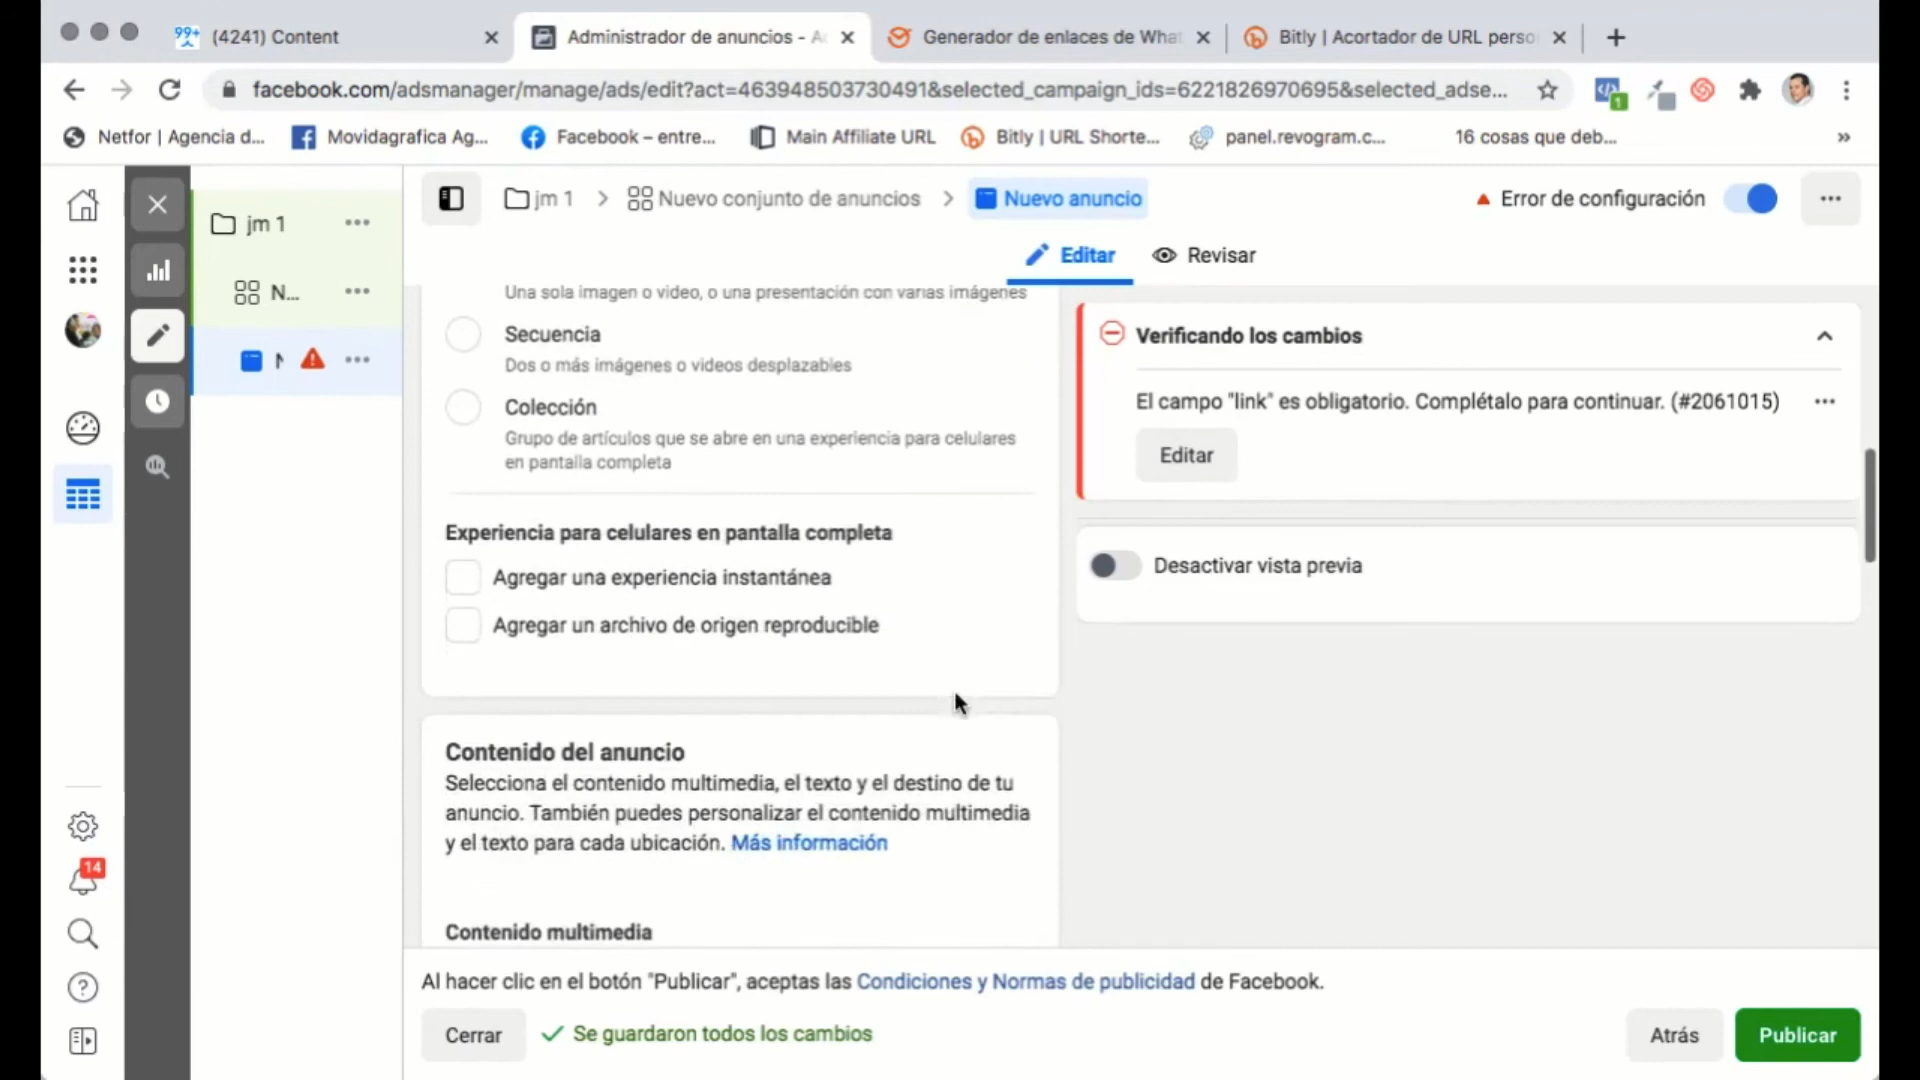 99+
(4241) Content
Administrador de anuncios - A
Generador de enlaces de Wha
Bitly | Acortador de URL perso
facebook.com/adsmanager/manage/ads/edit?act=463948503730491&selected_campaign_ids=6221826970695&selected_adse...
1
Netfor | Agencia d...
Movidagrafica Ag...
Facebook – entre...
Main Affiliate URL
Bitly | URL Shorte...
panel.revogram.c...
16 cosas que deb...
»
jm 1
N...
jm 1
Nuevo conjunto de anuncios
Nuevo anuncio
Error de configuración
Editar
Revisar
Una sola imagen o video, o una presentación con varias imágenes
Secuencia
Dos o más imágenes o videos desplazables
Colección
Grupo de artículos que se abre en una experiencia para celulares
en pantalla completa
Experiencia para celulares en pantalla completa
Agregar una experiencia instantánea
Agregar un archivo de origen reproducible
Contenido del anuncio
Selecciona el contenido multimedia, el texto y el destino de tu
anuncio. También puedes personalizar el contenido multimedia
y el texto para cada ubicación. Más información
Contenido multimedia
Verificando los cambios
El campo "link" es obligatorio. Complétalo para continuar. (#2061015)
Editar
Desactivar vista previa
14
Al hacer clic en el botón "Publicar", aceptas las Condiciones y Normas de publicidad de Facebook.
Cerrar
Se guardaron todos los cambios
Atrás
Publicar